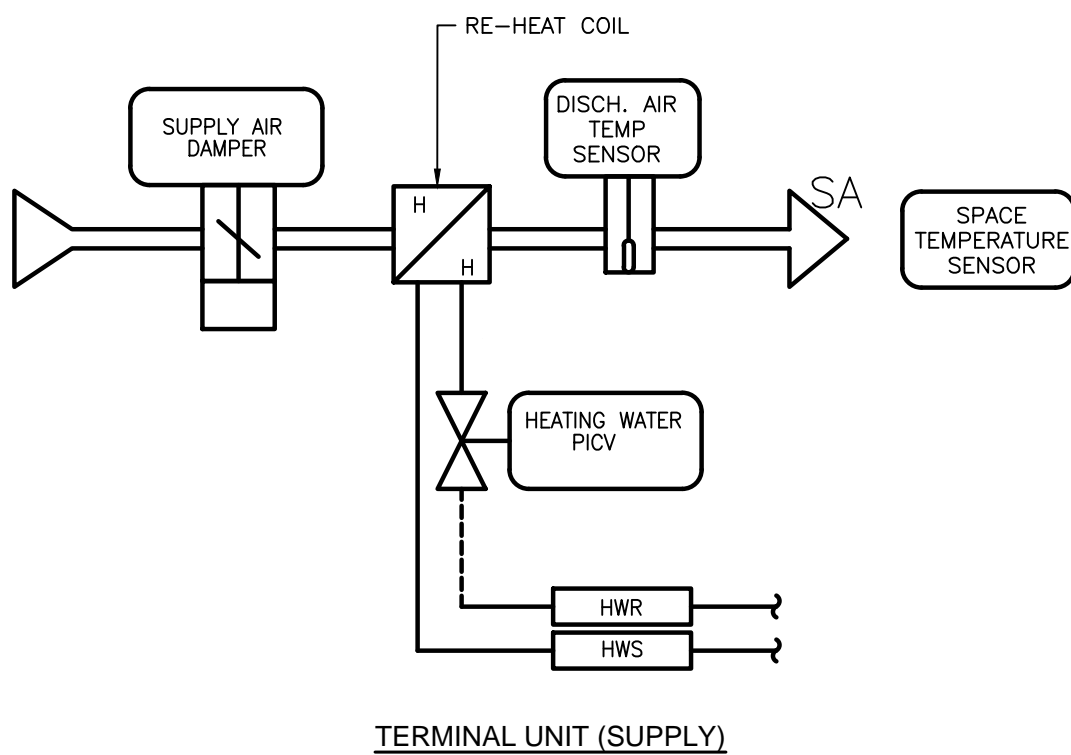 RE-HEAT COIL
SUPPLY AIR
DAMPER
DISCH. AIR
TEMP
SENSOR
H
H
SA
SPACE
TEMPERATURE
SENSOR
HEATING WATER
PICV
HWR
HWS
TERMINAL UNIT (SUPPLY)